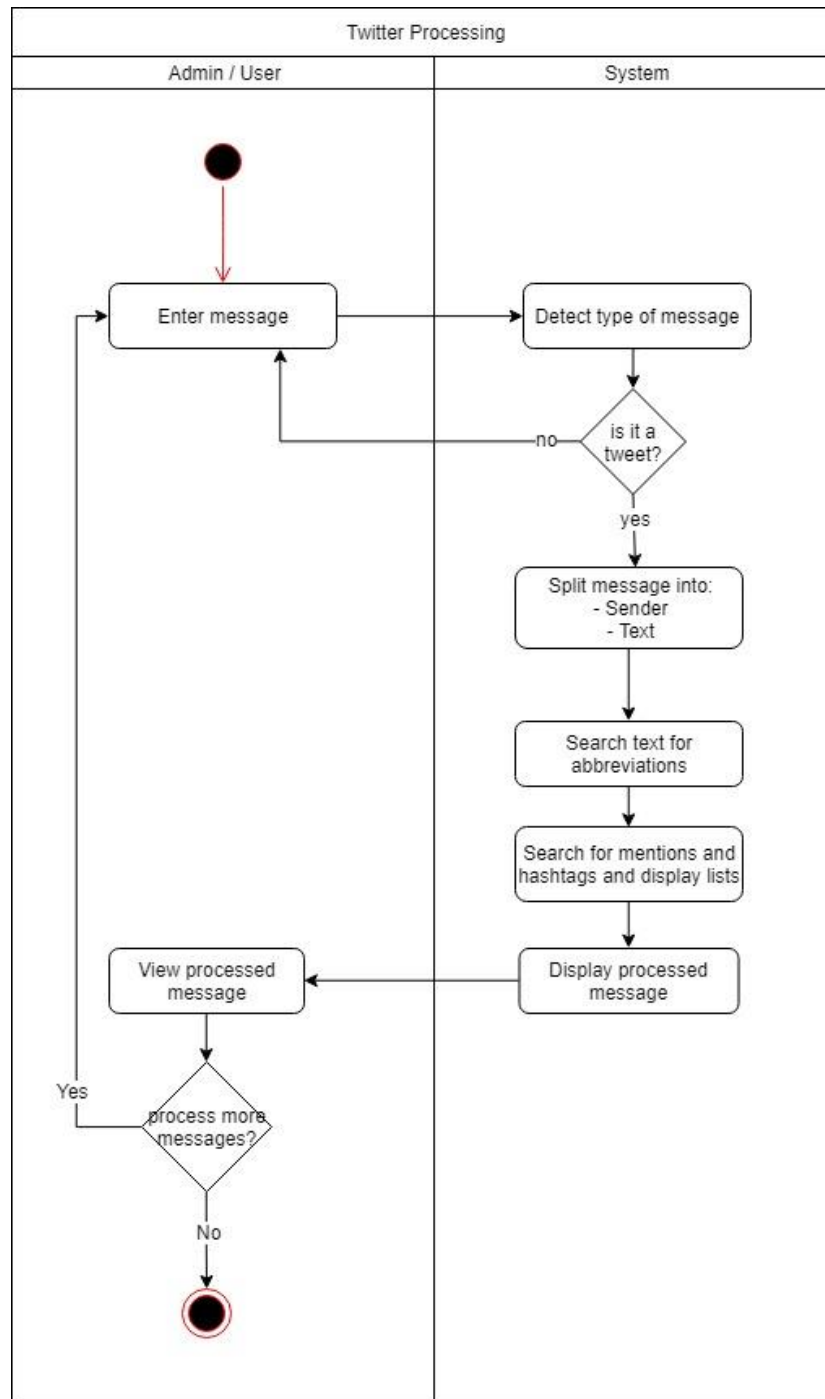 Twitter Processing
Admin / User
System
Enter message
Detect type of message
is it a
tweet?
no
yes
Split message into:
- Sender
- Text
Search text for
abbreviations
Search for mentions and
hashtags and display lists
Display processed
message
View processed
message
process more
messages?
Yes
No